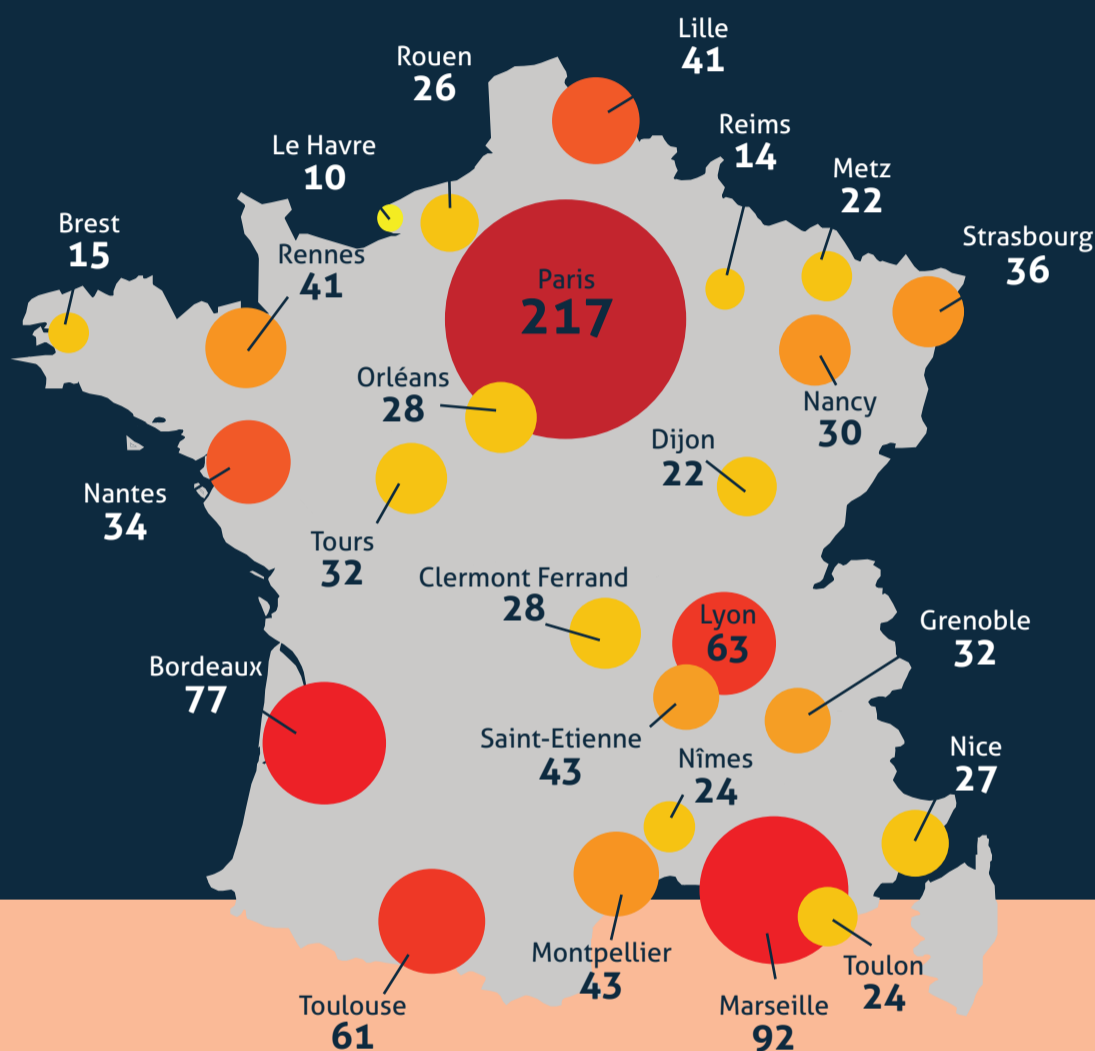 Lille
41
Rouen
26
Reims
14
Le Havre
10
Metz
22
Brest
15
Strasbourg
36
Rennes
41
Paris
217
Orléans
28
Nancy
30
Dijon
22
Nantes
34
Tours
32
Clermont Ferrand
28
Lyon
63
Grenoble
32
Bordeaux
77
Saint-Etienne
43
Nîmes
24
Nice
27
Montpellier
43
Toulon
24
Toulouse
61
Marseille
92